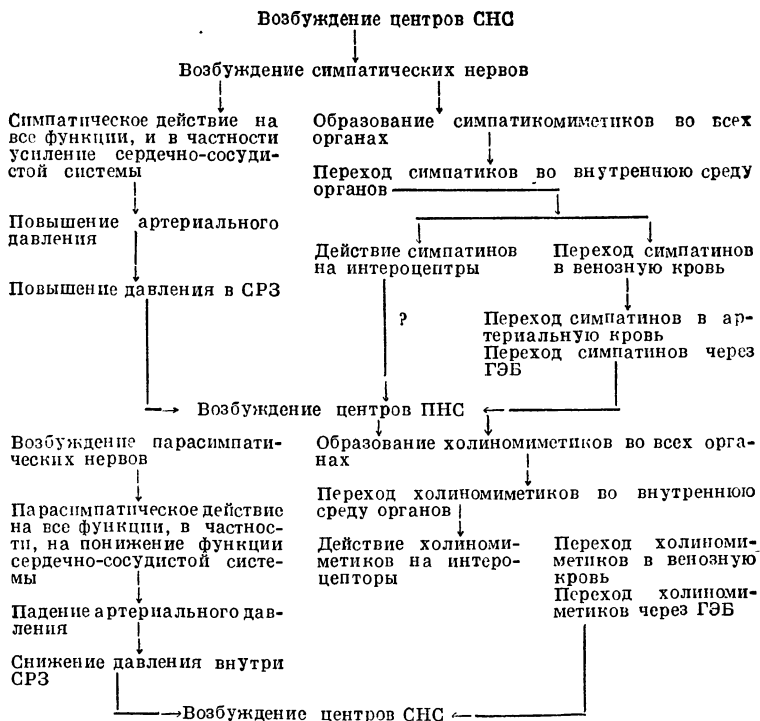 Возбуждение центров СНС
Возбуждение симпатических нервов
Симпатическое действие на
все функции, и в частности
усиление сердечно-сосуди-
стой системы
Повышение артериального
давления
Повышение давления в СРЗ
Образование симпатикомиметиков во всех
органах
Переход симпатиков во внутреннюю среду
органов
Действие симпатинов
на интероцептры
?
Переход симпатинов
в венозную кровь
Переход симпатинов в ар-
териальную кровь
Переход симпатинов через
ГЭБ
Возбуждение центров ПНС
Возбуждение парасимпати-
ческих нервов
Парасимпатическое действие
на все функции, в частнос-
ти, на понижение функции
сердечно-сосудистой систе-
мы
Падение артериального дав-
ления
Снижение давления внутри
СРЗ
Образование холиномиметиков во всех орга-
нах
Переход холиномиметиков во внутреннюю
среду органов
Действие холиноми-
метиков на интеро-
цепторы
Переход холиноми-
метиков в венозную
кровь
Переход холиноми-
метиков через ГЭБ
Возбуждение центров СНС